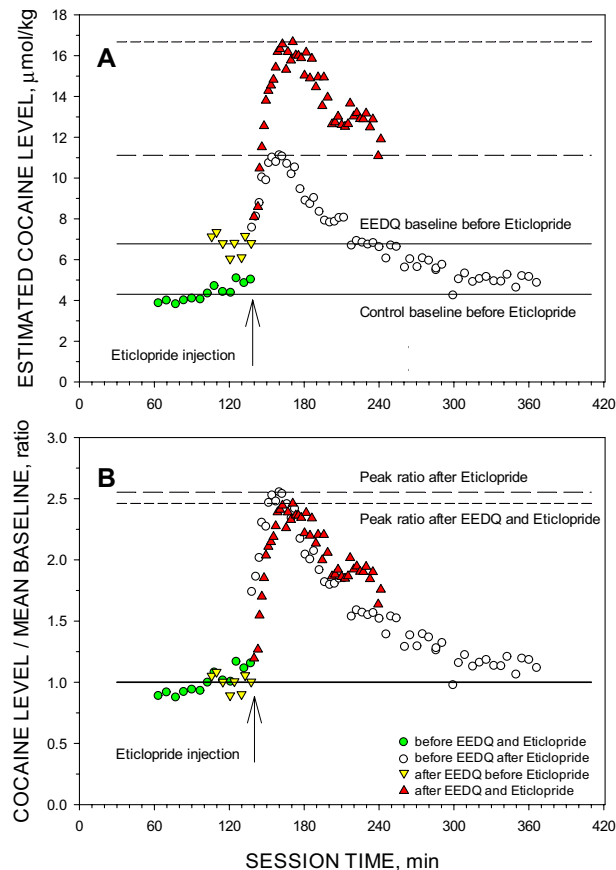 ESTIMATED COCAINE LEVEL, µmol/kg
18
16
14
12
10
8
6
4
2
0
A
EEDQ baseline before Eticlopride
Control baseline before Eticlopride
Eticlopride injection
0 60 120 180 240 300 360 420
COCAINE LEVEL / MEAN BASELINE, ratio
3.0
2.5
2.0
1.5
1.0
0.5
0.0
B
Peak ratio after Eticlopride
Peak ratio after EEDQ and Eticlopride
Eticlopride injection
before EEDQ and Eticlopride
before EEDQ after Eticlopride
after EEDQ before Eticlopride
after EEDQ and Eticlopride
0 60 120 180 240 300 360 420
SESSION TIME, min